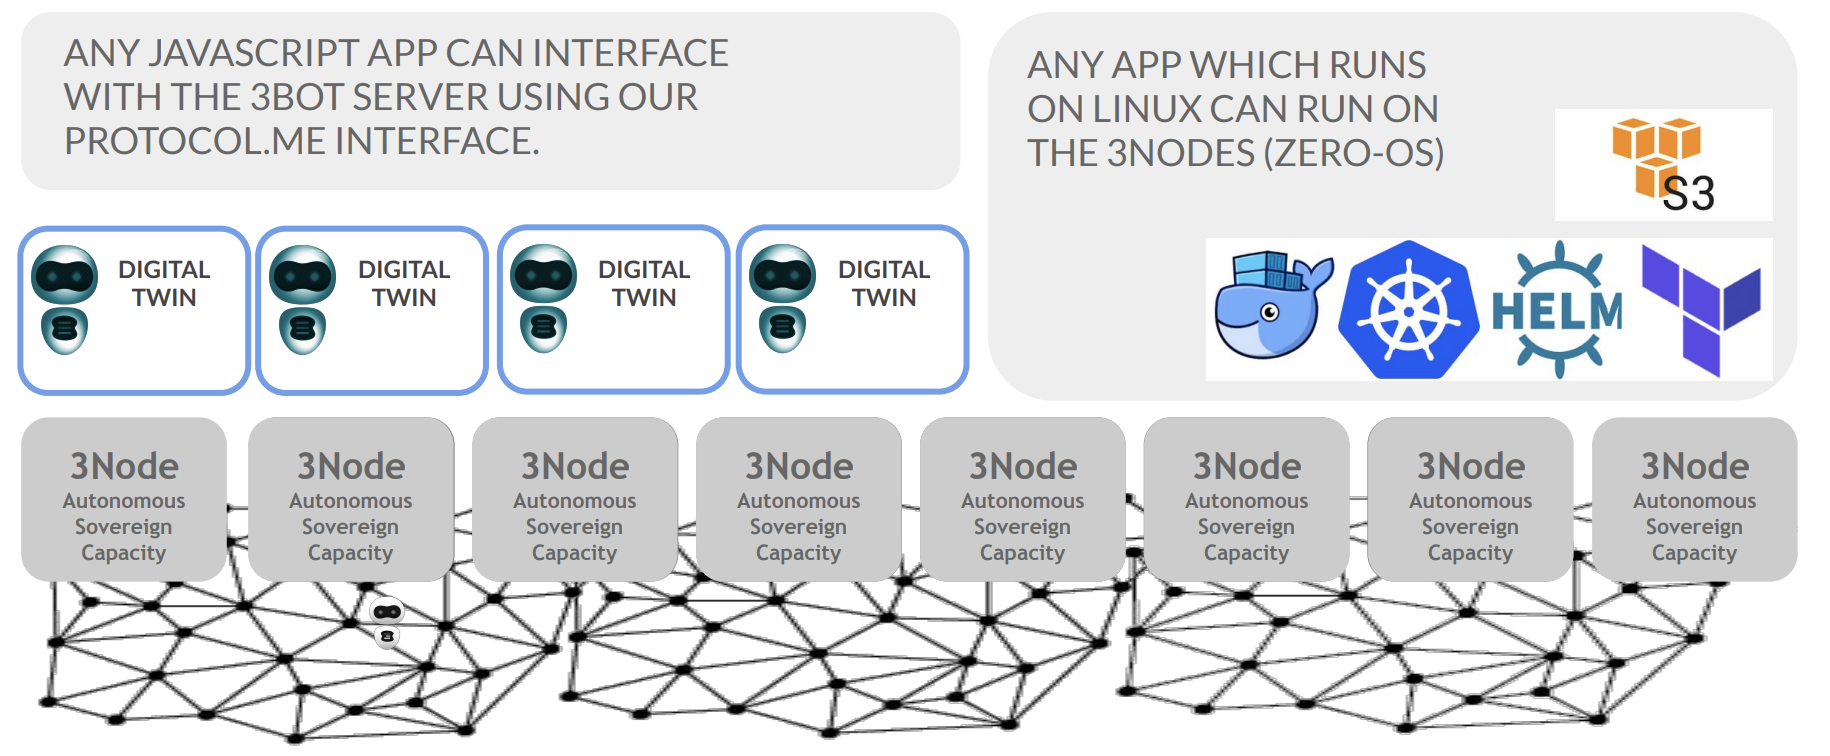 ANY JAVASCRIPT APP CAN INTERFACE
WITH THE 3BOT SERVER USING OUR
PROTOCOL.ME INTERFACE.
ANY APP WHICH RUNS
ON LINUX CAN RUN ON
THE 3NODES (ZERO-OS)
S3
HELM
DIGITAL
TWIN
DIGITAL
TWIN
DIGITAL
TWIN
DIGITAL
TWIN
3Node
Autonomous
Sovereign
Capacity
3Node
Autonomous
Sovereign
Capacity
3Node
Autonomous
Sovereign
Capacity
3Node
Autonomous
Sovereign
Capacity
3Node
Autonomous
Sovereign
Capacity
3Node
Autonomous
Sovereign
Capacity
3Node
Autonomous
Sovereign
Capacity
3Node
Autonomous
Sovereign
Capacity